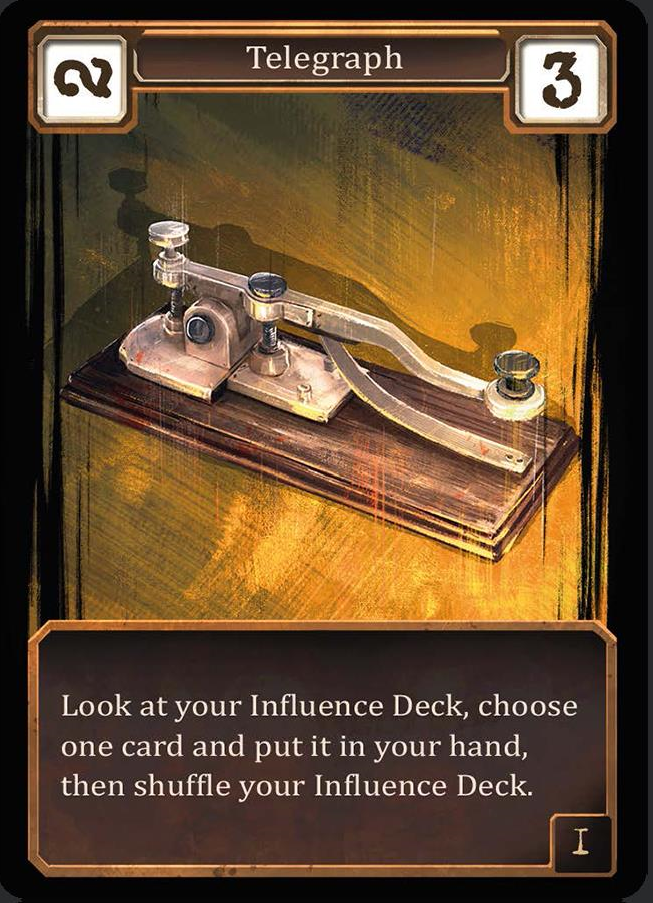 2 Telegraph 3
Look at your Influence Deck, choose
one card and put it in your hand,
then shuffle your Influence Deck.
I